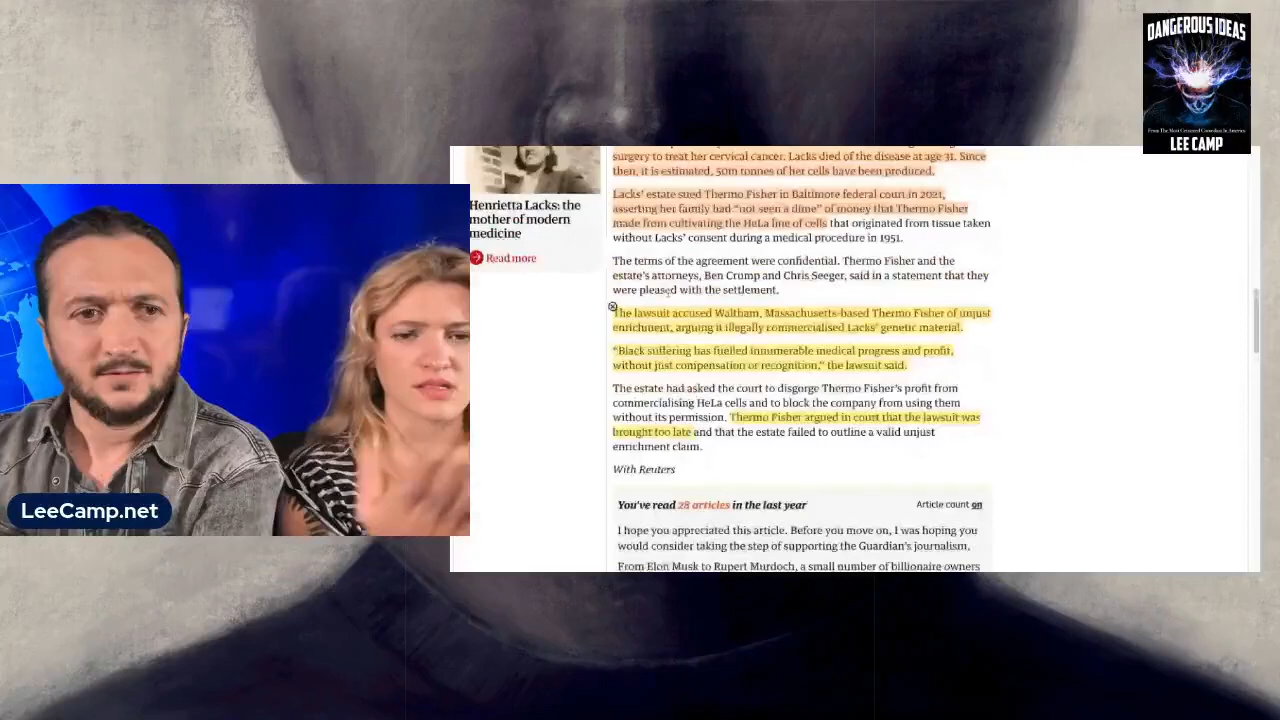 DANGEROUS IDEAS
From The Most Censored Comedian In America
LEE CAMP
surgery to treat her cervical cancer. Lacks died of the disease at age 31. Since
then, it is estimated, 50m tonnes of her cells have been produced.
Lacks' estate sued Thermo Fisher in Baltimore federal court in 2021,
asserting her family had “not seen a dime” of money that Thermo Fisher
made from cultivating the HeLa line of cells that originated from tissue taken
without Lacks' consent during a medical procedure in 1951.
Henrietta Lacks: the
mother of modern
medicine
Read more
The terms of the agreement were confidential. Thermo Fisher and the
estate's attorneys, Ben Crump and Chris Seeger, said in a statement that they
were pleased with the settlement.
The lawsuit accused Waltham, Massachusetts-based Thermo Fisher of unjust
enrichment, arguing it illegally commercialised Lacks' genetic material.
“Black suffering has fuelled innumerable medical progress and profit,
without just compensation or recognition,” the lawsuit said.
The estate had asked the court to disgorge Thermo Fisher's profit from
commercialising HeLa cells and to block the company from using them
without its permission. Thermo Fisher argued in court that the lawsuit was
brought too late and that the estate failed to outline a valid unjust
enrichment claim.
With Reuters
You've read 28 articles in the last year
Article count on
I hope you appreciated this article. Before you move on, I was hoping you
would consider taking the step of supporting the Guardian's journalism.
From Elon Musk to Rupert Murdoch, a small number of billionaire owners
LeeCamp.net